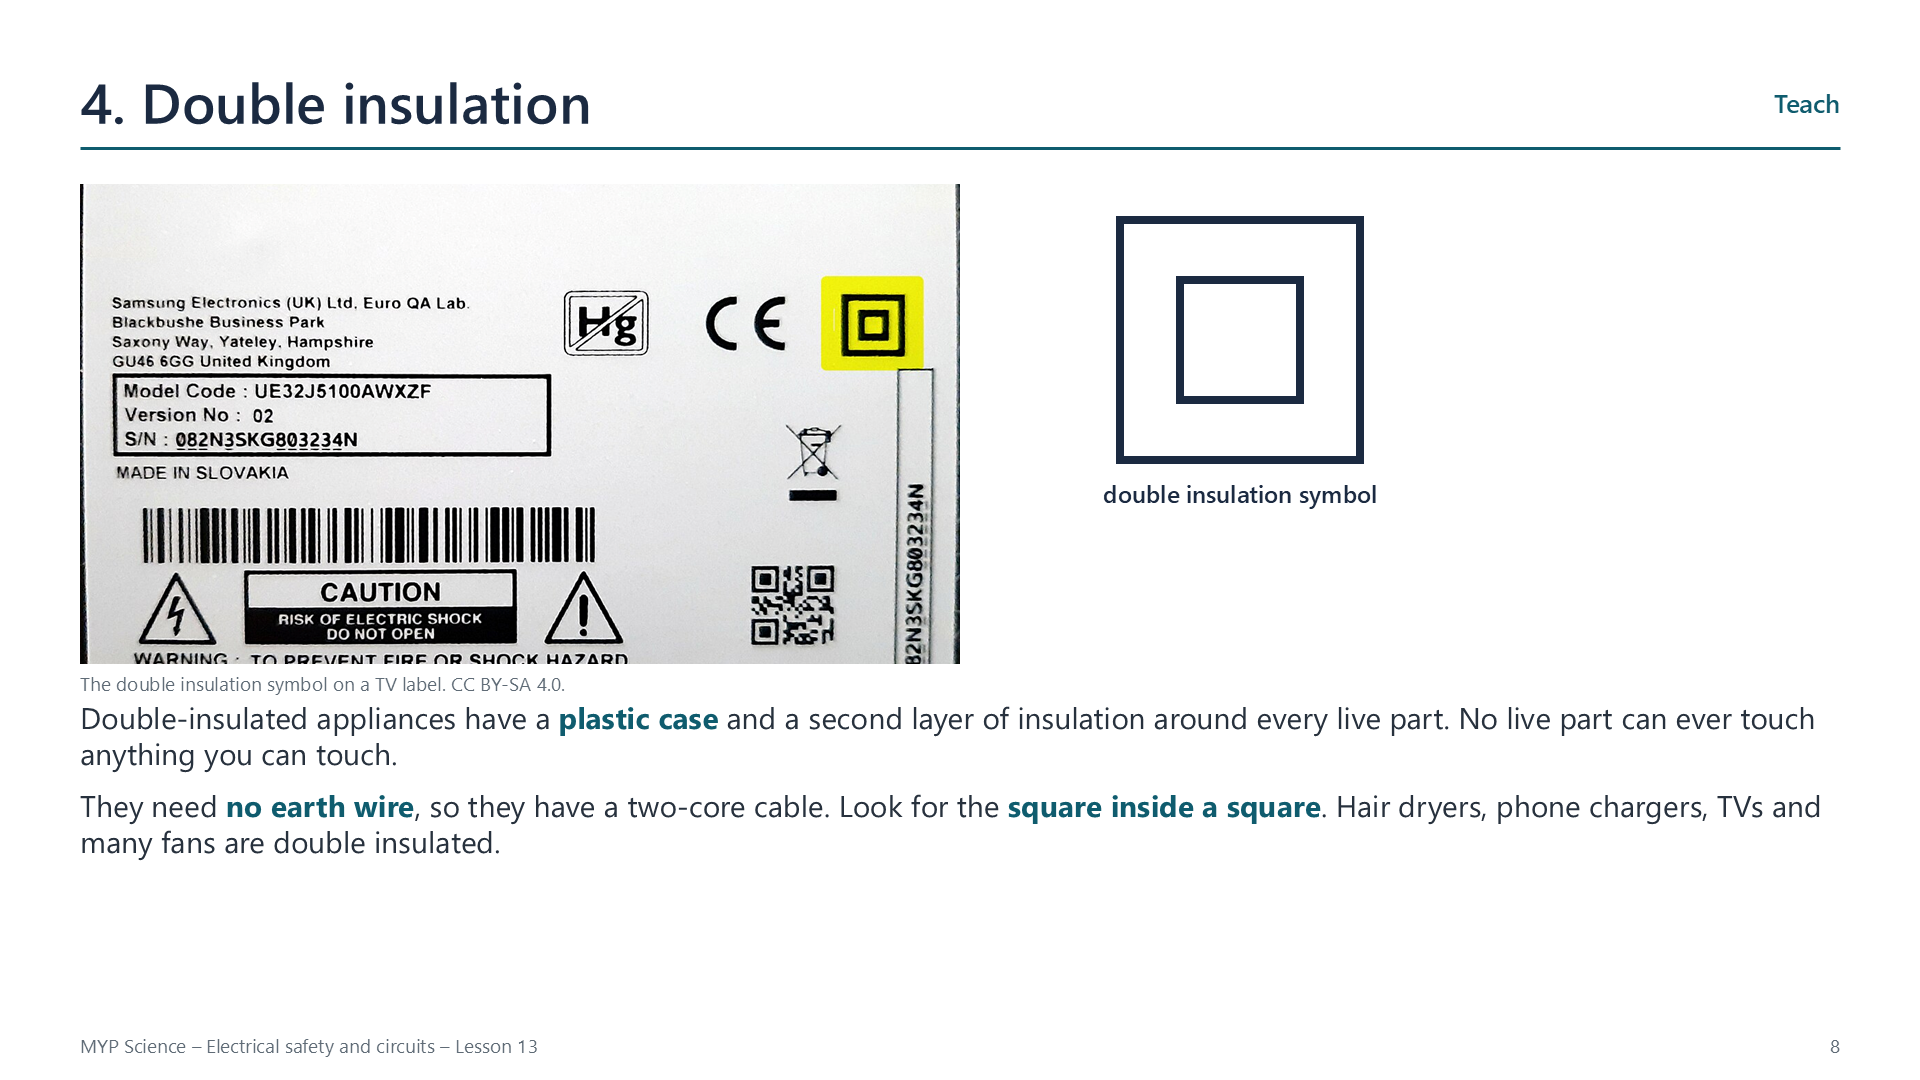 4. Double insulation
Teach
Samsung Electronics (UK) Ltd, Euro QA Lab.
Blackbushe Business Park
Saxony Way, Yateley, Hampshire
GU46 6GG United Kingdom
Hg
CE
Model Code : UE32J5100AWXZF
Version No : 02
S/N : 082N3SKG803234N
MADE IN SLOVAKIA
CAUTION
RISK OF ELECTRIC SHOCK
DO NOT OPEN
WARNING : TO PREVENT FIRE OR SHOCK HAZARD
82N3SKG803234N
double insulation symbol
The double insulation symbol on a TV label. CC BY-SA 4.0.
Double-insulated appliances have a plastic case and a second layer of insulation around every live part. No live part can ever touch
anything you can touch.
They need no earth wire, so they have a two-core cable. Look for the square inside a square. Hair dryers, phone chargers, TVs and
many fans are double insulated.
MYP Science – Electrical safety and circuits – Lesson 13
8